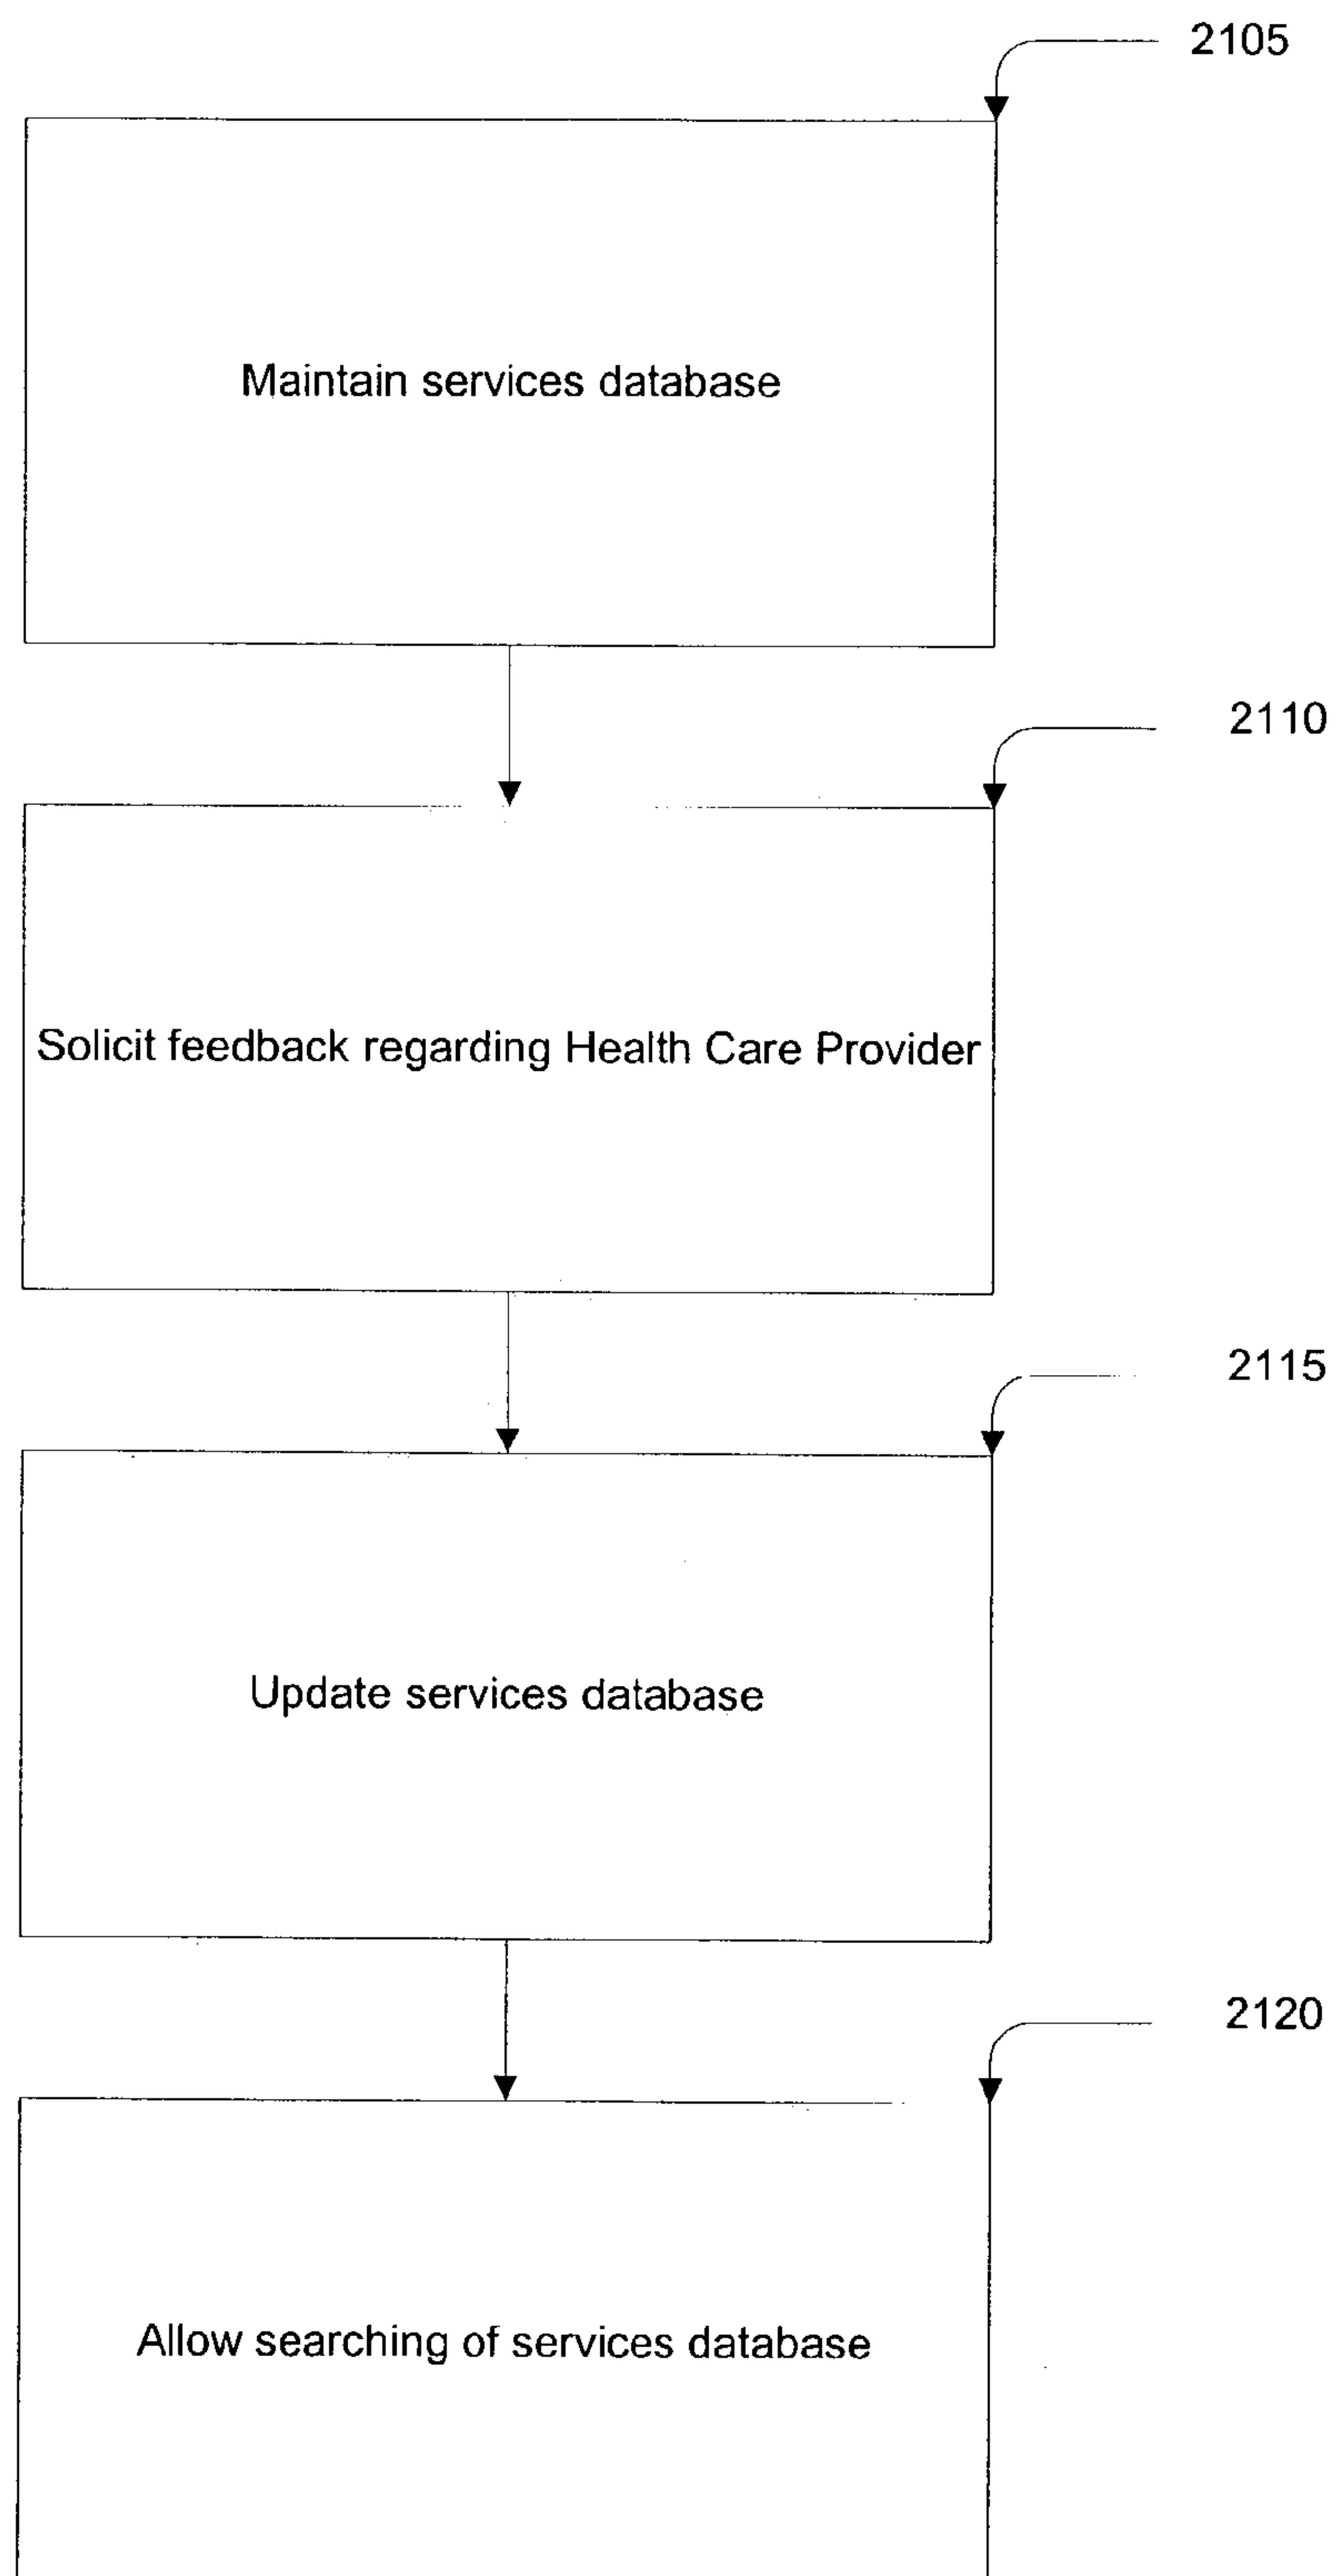 2105
Maintain services database
2110
Solicit feedback regarding Health Care Provider
2115
Update services database
2120
Allow searching of services database